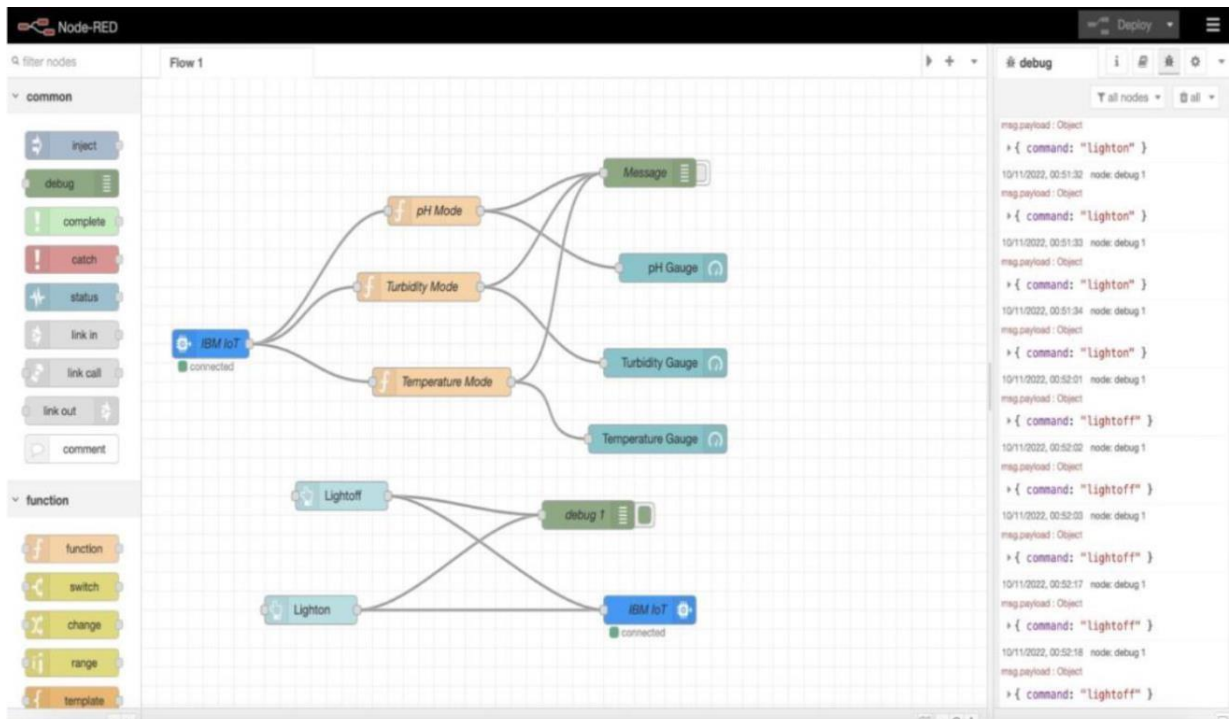 Node-RED
Deploy
filter nodes
Flow 1
debug
i
common
all nodes
all
inject
debug
complete
catch
status
link in
link call
link out
comment
function
function
switch
change
range
template
IBM IoT
connected
pH Mode
Turbidity Mode
Temperature Mode
Message
pH Gauge
Turbidity Gauge
Temperature Gauge
Lightoff
Lighton
debug 1
IBM IoT
connected
msg.payload : Object
{ command: "lighton" }
10/11/2022, 00:51:32 node: debug 1
msg.payload : Object
{ command: "lighton" }
10/11/2022, 00:51:33 node: debug 1
msg.payload : Object
{ command: "lighton" }
10/11/2022, 00:51:34 node: debug 1
msg.payload : Object
{ command: "lighton" }
10/11/2022, 00:52:01 node: debug 1
msg.payload : Object
{ command: "lightoff" }
10/11/2022, 00:52:02 node: debug 1
msg.payload : Object
{ command: "lightoff" }
10/11/2022, 00:52:03 node: debug 1
msg.payload : Object
{ command: "lightoff" }
10/11/2022, 00:52:17 node: debug 1
msg.payload : Object
{ command: "lightoff" }
10/11/2022, 00:52:18 node: debug 1
msg.payload : Object
{ command: "lightoff" }